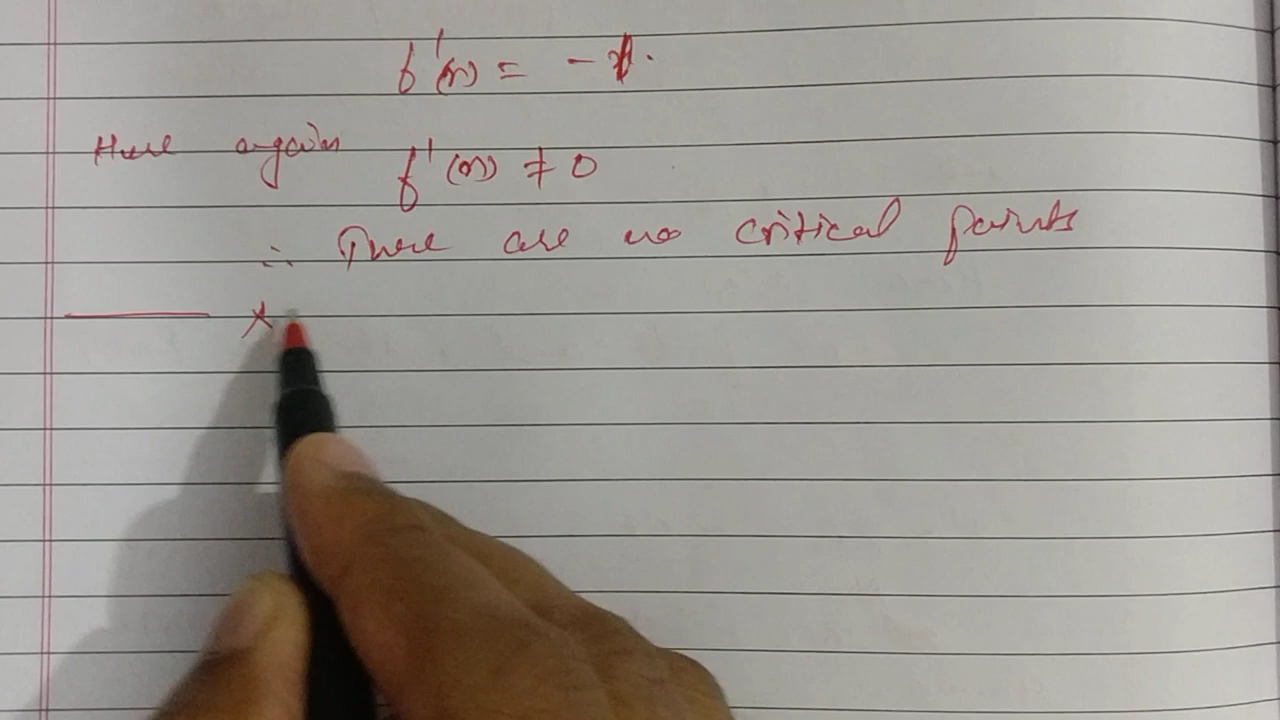 f'(x) = -1.
Here again f'(x) ≠ 0
∴ There are no critical points
——— x